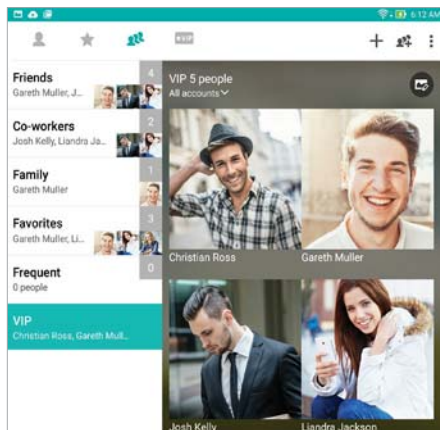 6:12 AM
VIP
Friends
4
Gareth Muller, J...
Co-workers
2
Josh Kelly, Liandra Ja...
Family
1
Gareth Muller
Favorites
3
Gareth Muller, Li...
Frequent
0
0 people
VIP
Christian Ross, Gareth Mull...
VIP 5 people
All accounts
Christian Ross
Gareth Muller
Josh Kelly
Liandra Jackson